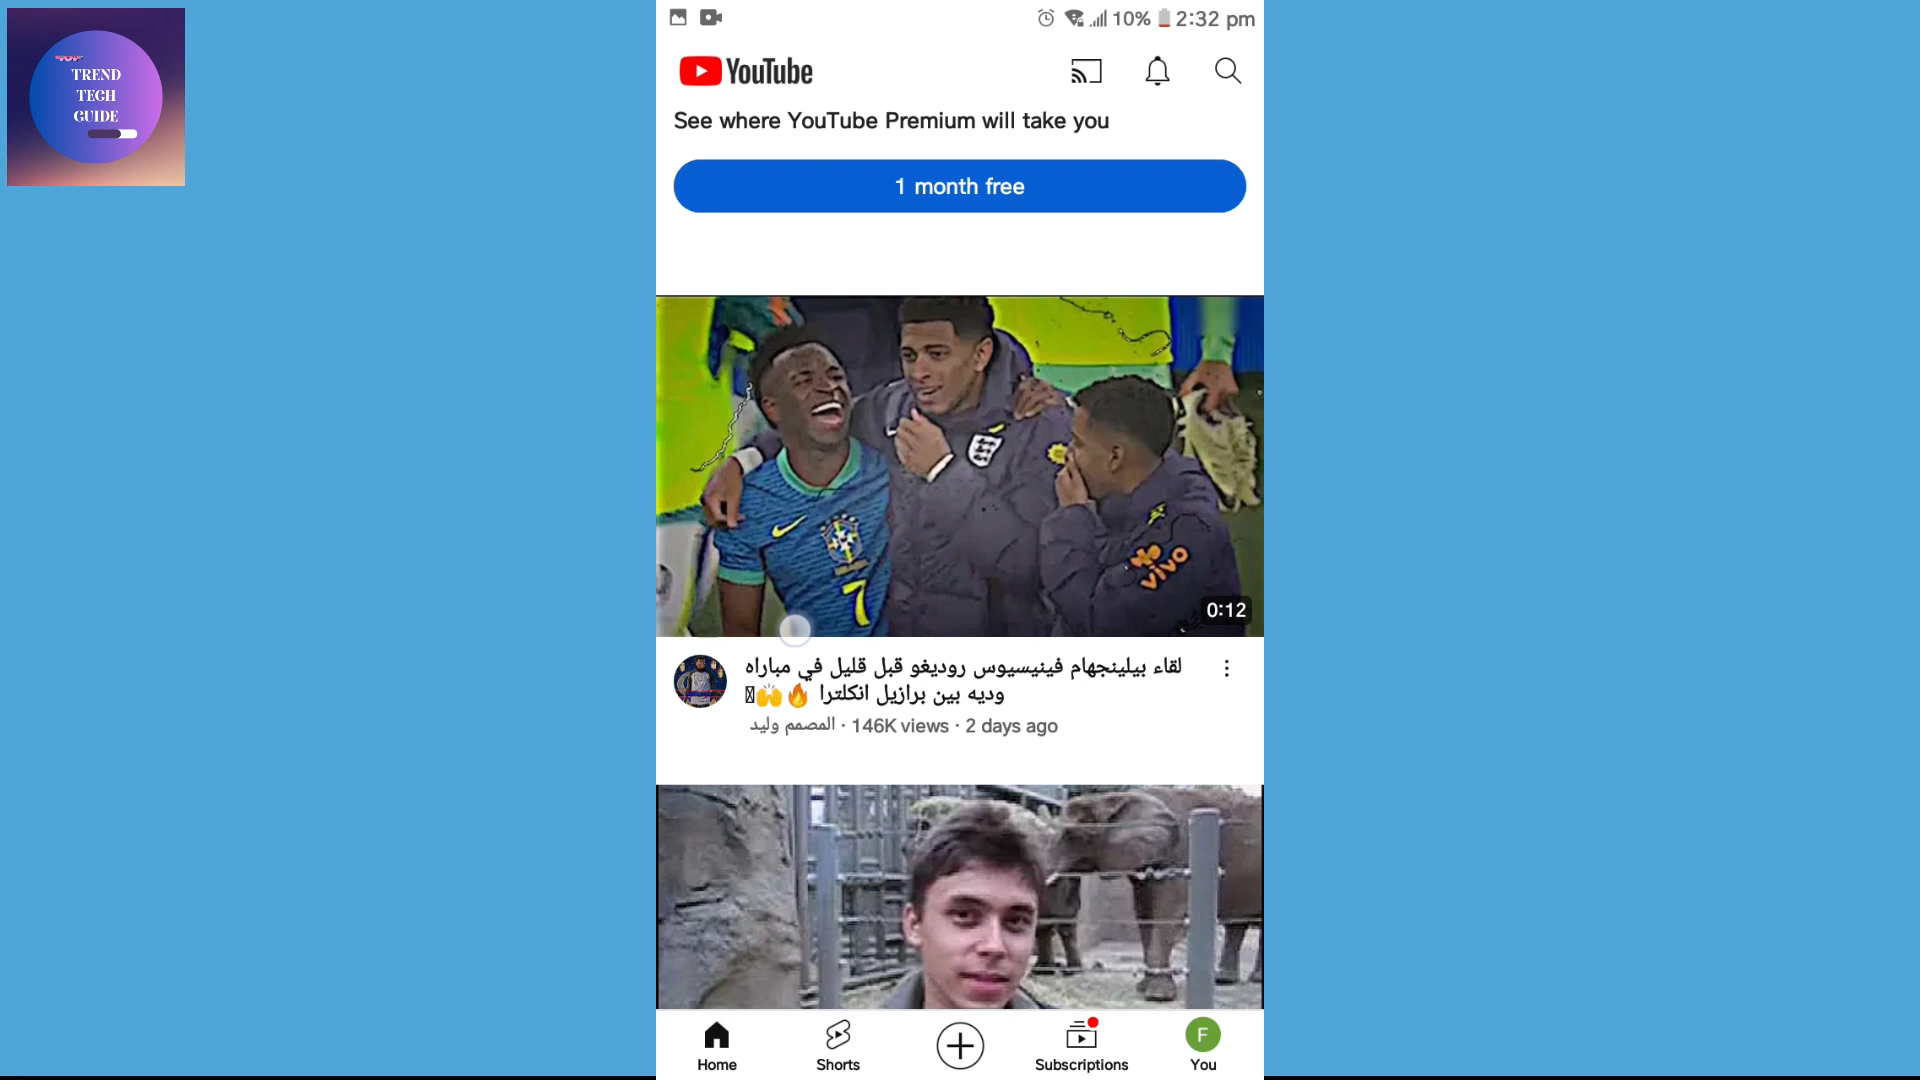 TREND
TECH
GUIDE
10% 2:32 pm
YouTube
See where YouTube Premium will take you
1 month free
7
vivo
0:12
لقاء بيلينجهام فينيسيوس روديغو قبل قليل في مباراه
وديه بين برازيل انكلترا 🔥🙌
المصمم وليد · 146K views · 2 days ago
F
Home
Shorts
Subscriptions
You